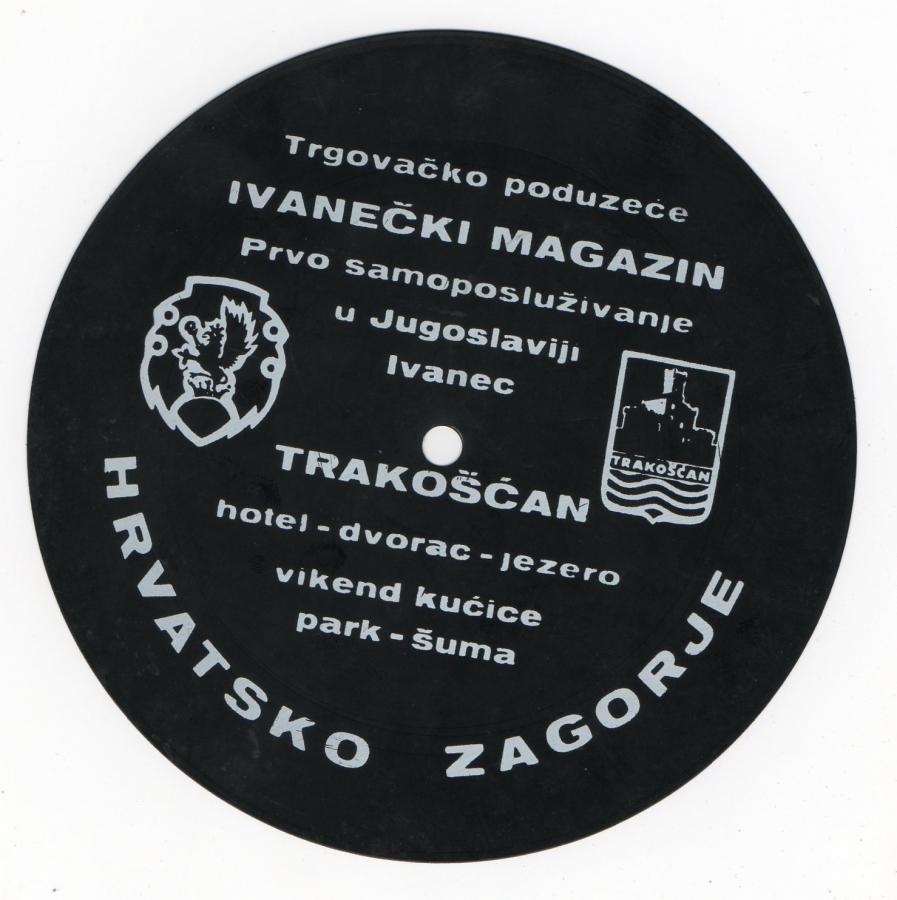 Trgovačko poduzeće
IVANEČKI MAGAZIN
Prvo samoposluživanje
u Jugoslaviji
Ivanec
TRAKOŠĆAN
TRAKOŠĆAN
hotel - dvorac - jezero
vikend kućice
park - šuma
HRVATSKO ZAGORJE